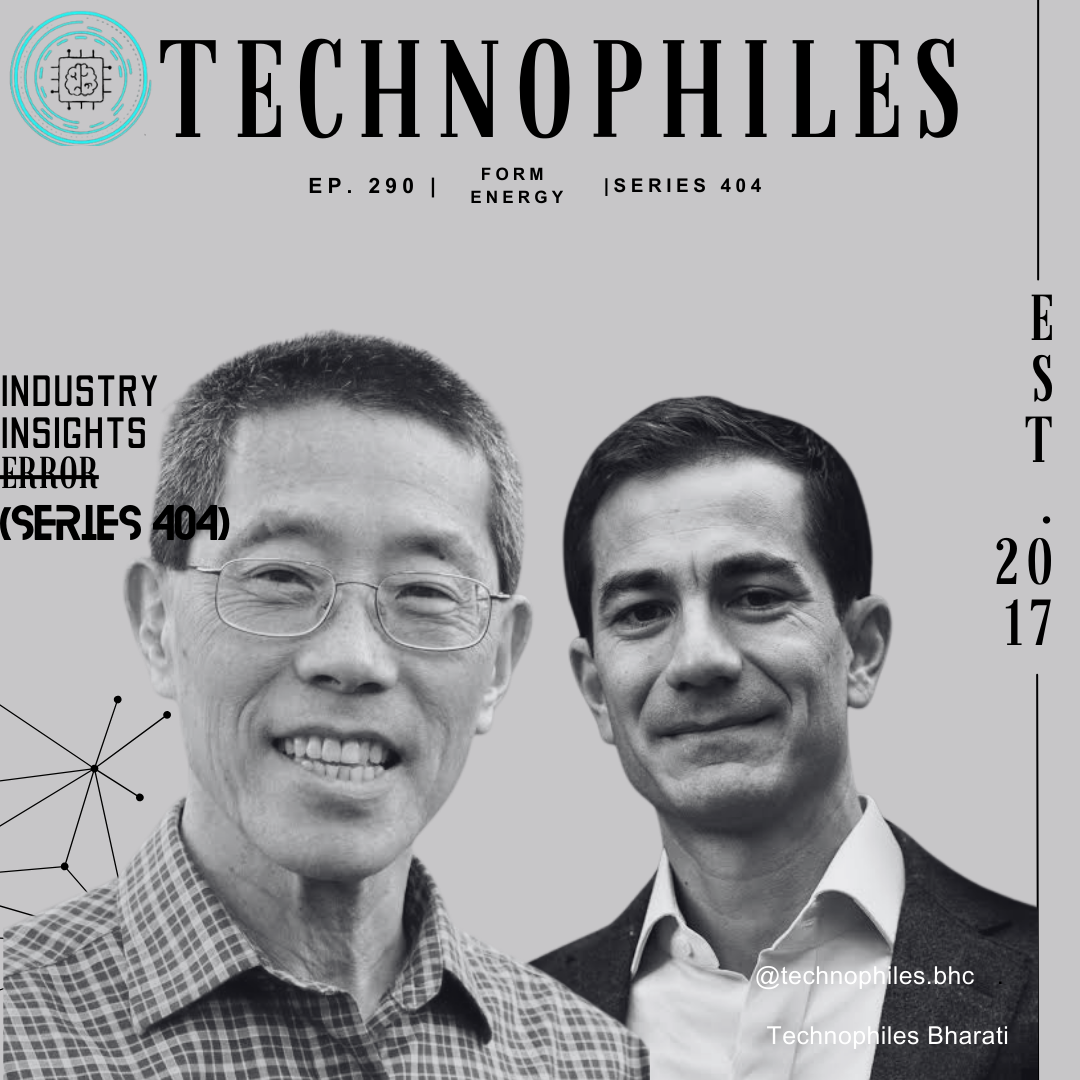 TECHNOPHILES
EP. 290 |
FORM
ENERGY
|SERIES 404
INDUSTRY
INSIGHTS
ERROR
(SERIES 404)
E
S
T
.
20
17
@technophiles.bhc
Technophiles Bharati